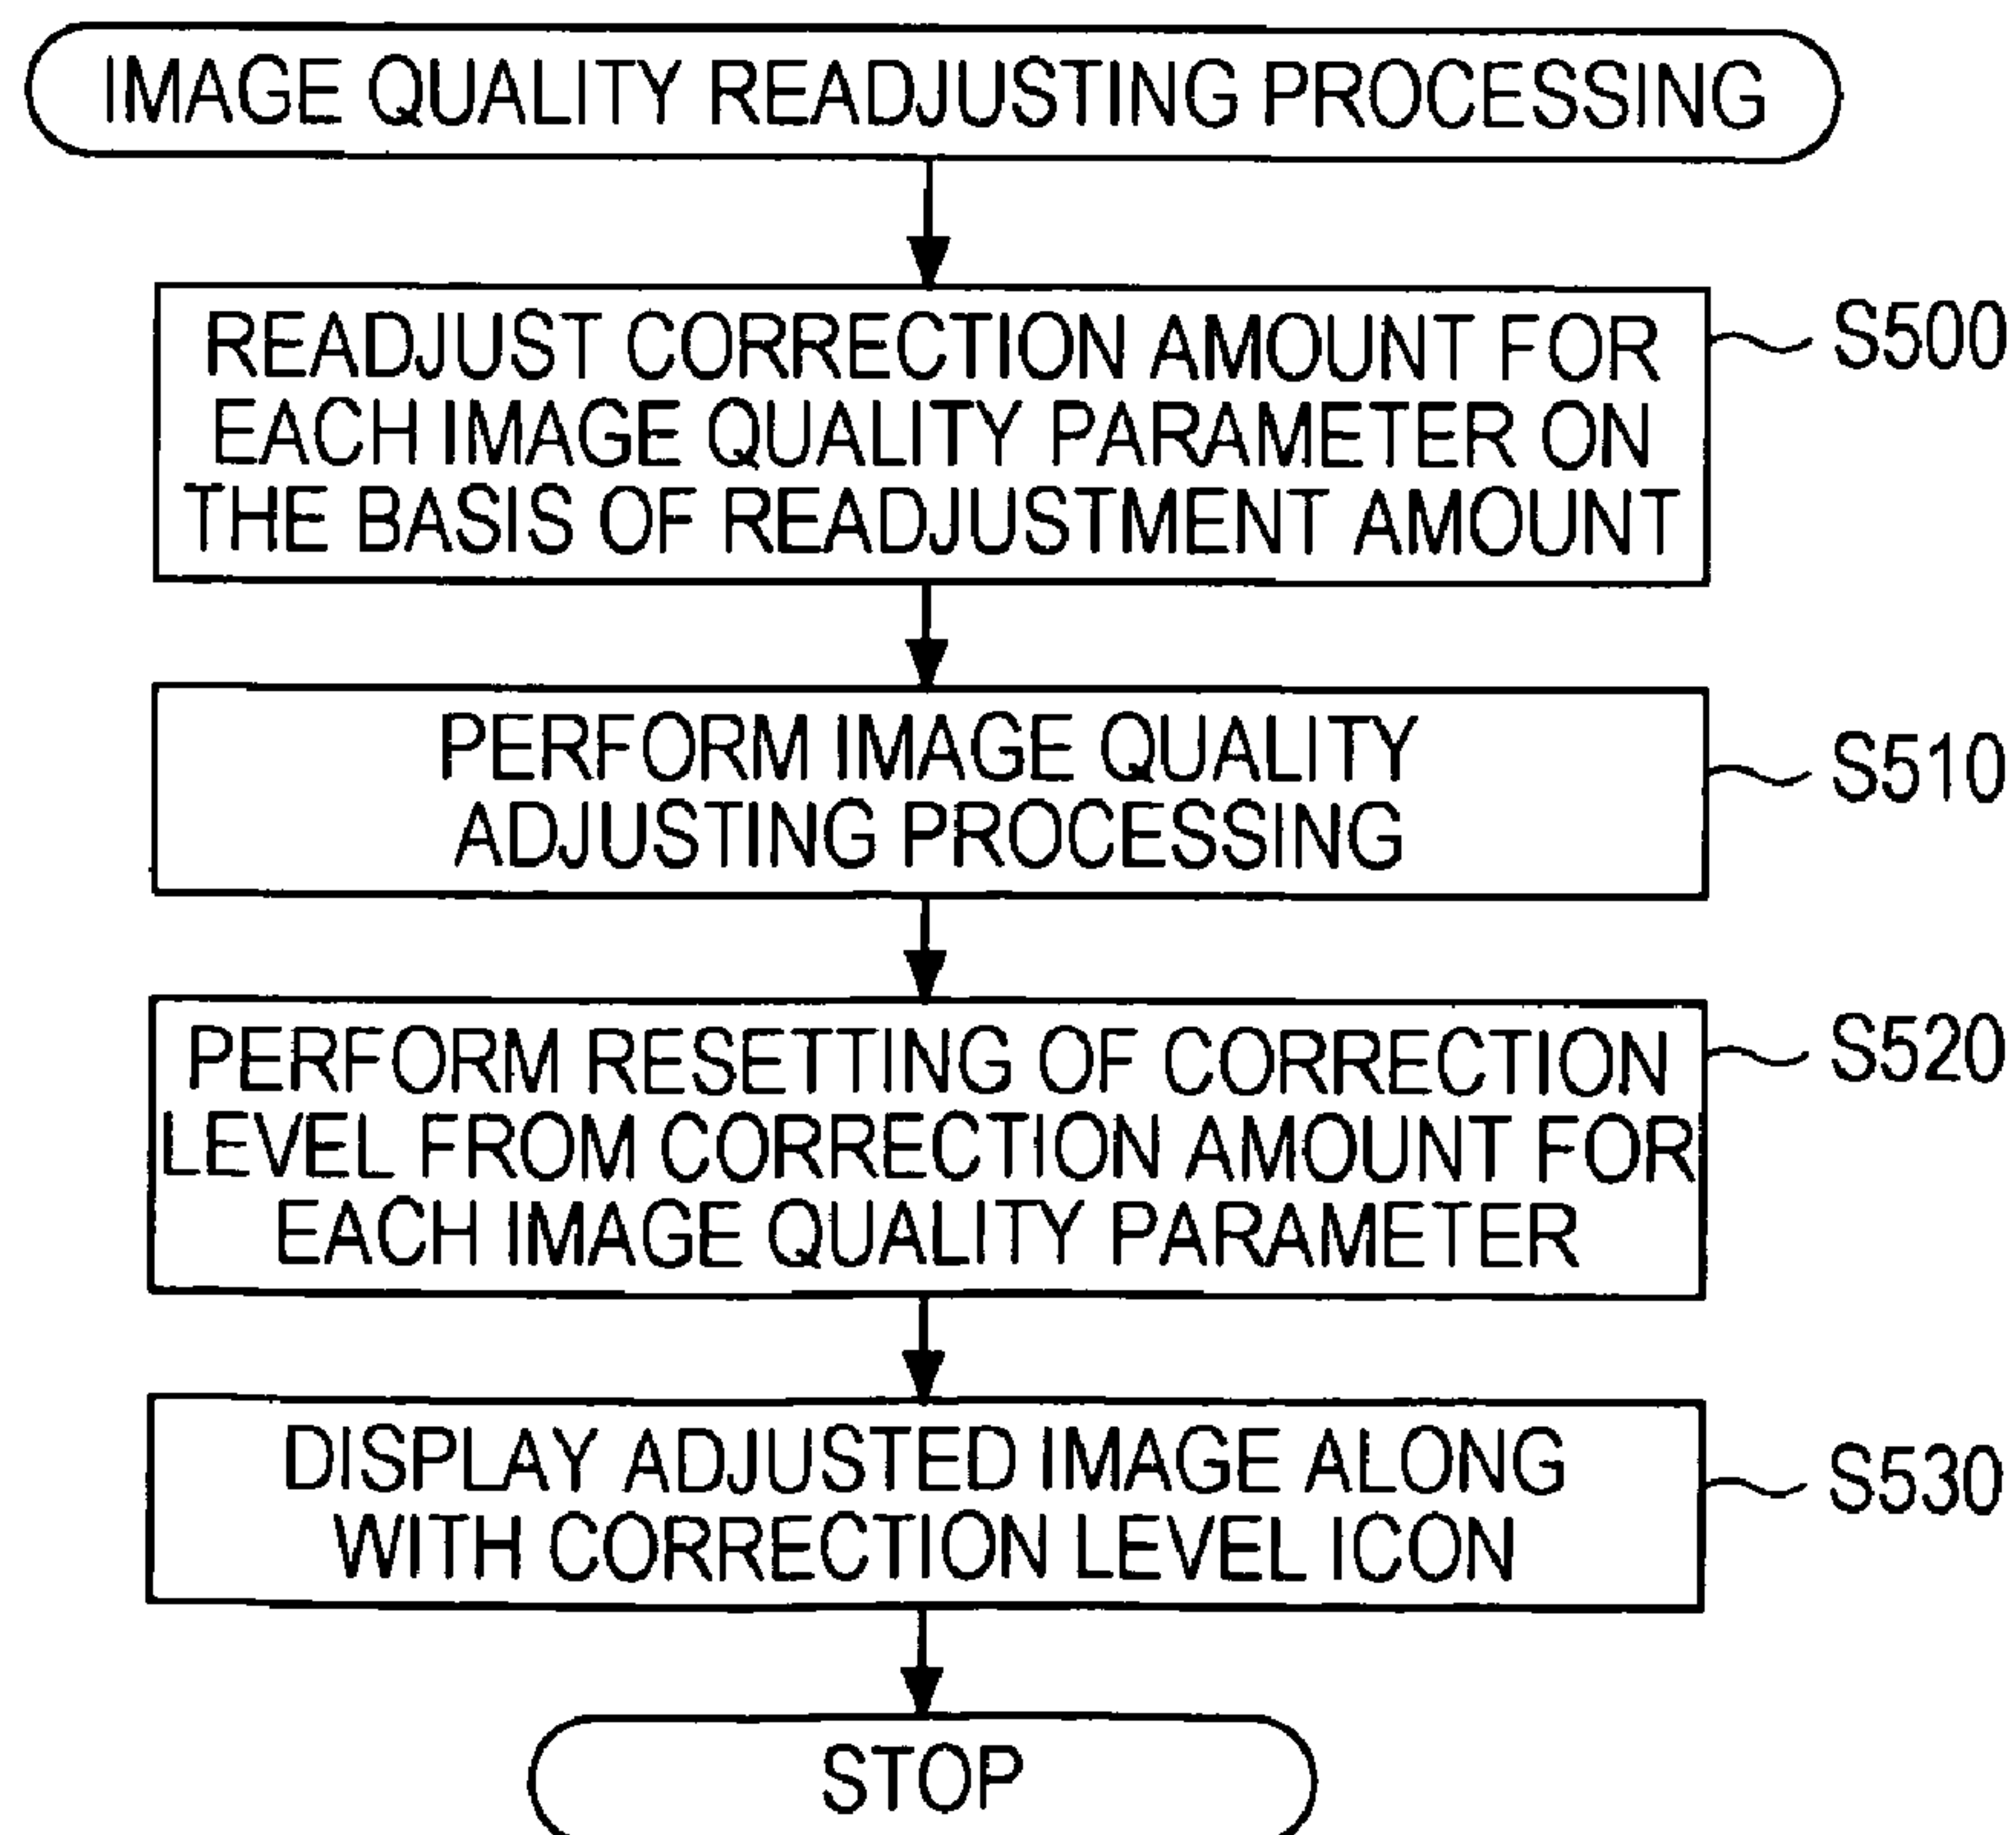 IMAGE QUALITY READJUSTING PROCESSING
READJUST CORRECTION AMOUNT FOR
EACH IMAGE QUALITY PARAMETER ON
THE BASIS OF READJUSTMENT AMOUNT
S500
PERFORM IMAGE QUALITY
ADJUSTING PROCESSING
S510
PERFORM RESETTING OF CORRECTION
LEVEL FROM CORRECTION AMOUNT FOR
EACH IMAGE QUALITY PARAMETER
S520
DISPLAY ADJUSTED IMAGE ALONG
WITH CORRECTION LEVEL ICON
S530
STOP